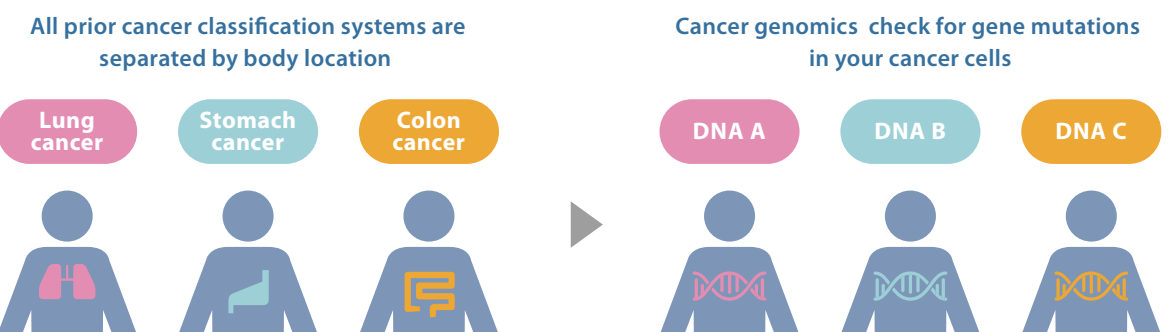 All prior cancer classification systems are
separated by body location
Lung
cancer
Stomach
cancer
Colon
cancer
Cancer genomics  check for gene mutations
in your cancer cells
DNA A
DNA B
DNA C